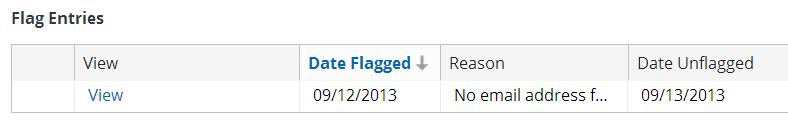 Flag Entries
View Date Flagged Reason Date Unflagged
View 09/12/2013 No email address f... 09/13/2013